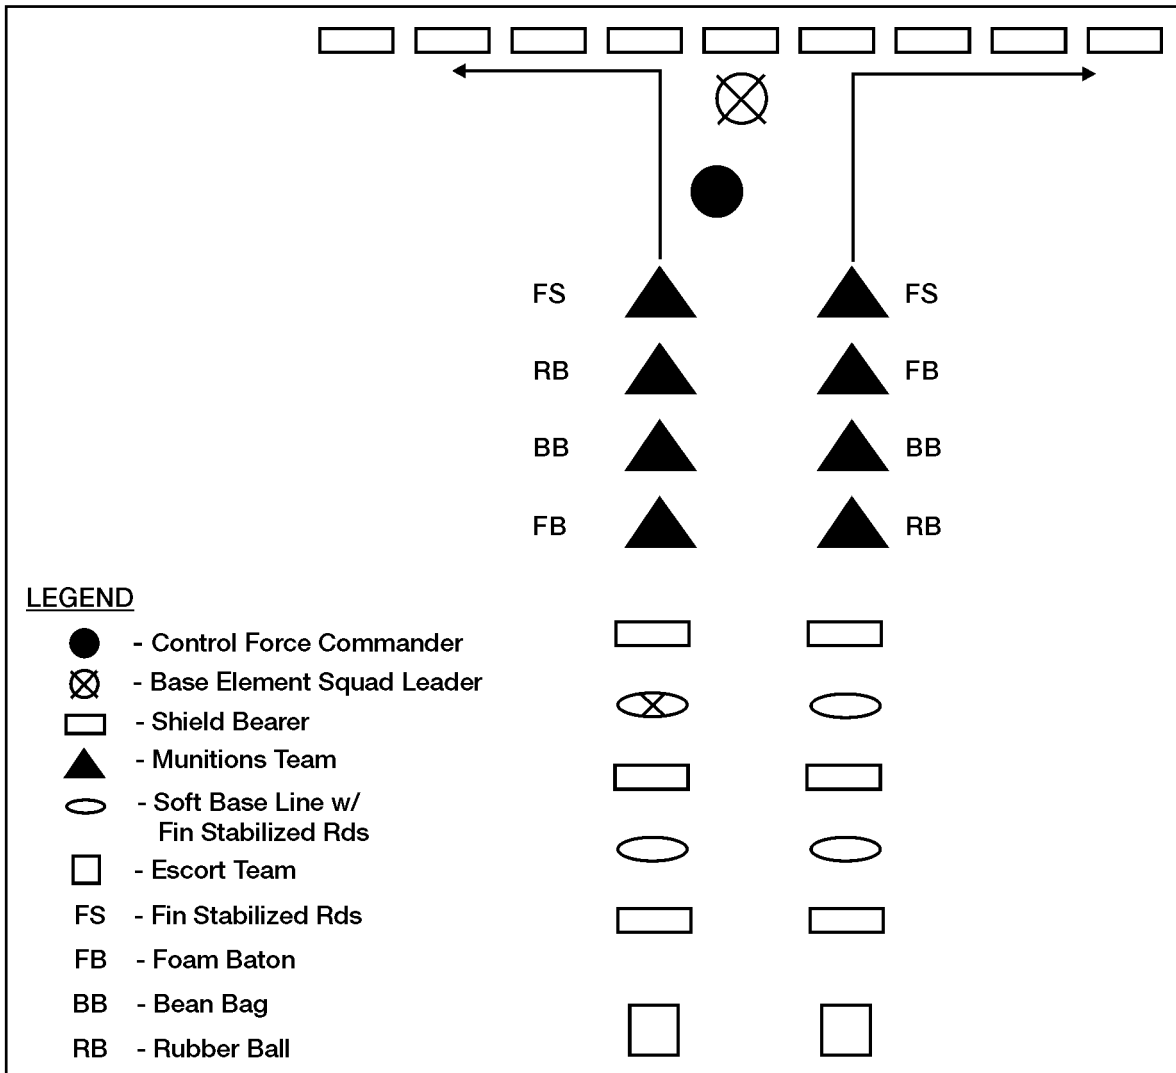 FS FS
RB FB
BB BB
FB RB
LEGEND
- Control Force Commander
- Base Element Squad Leader
- Shield Bearer
- Munitions Team
- Soft Base Line w/
Fin Stabilized Rds
- Escort Team
FS - Fin Stabilized Rds
FB - Foam Baton
BB - Bean Bag
RB - Rubber Ball